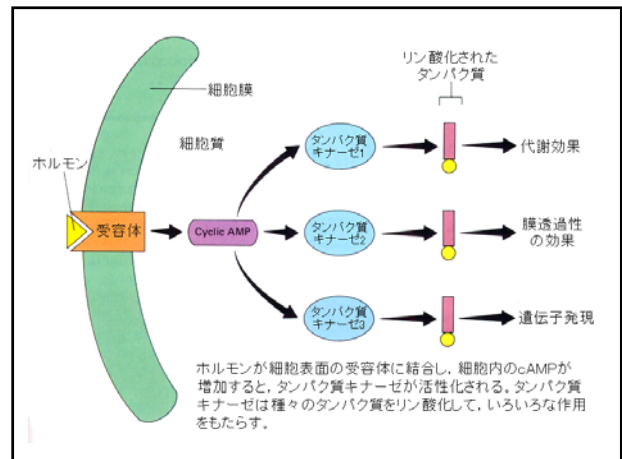 リン酸化された
タンパク質
細胞膜
細胞質
ホルモン
受容体
Cyclic AMP
タンパク質
キナーゼ1
代謝効果
タンパク質
キナーゼ2
膜透過性
の効果
タンパク質
キナーゼ3
遺伝子発現
ホルモンが細胞表面の受容体に結合し，細胞内のcAMPが
増加すると，タンパク質キナーゼが活性化される。タンパク質
キナーゼは種々のタンパク質をリン酸化して，いろいろな作用
をもたらす。